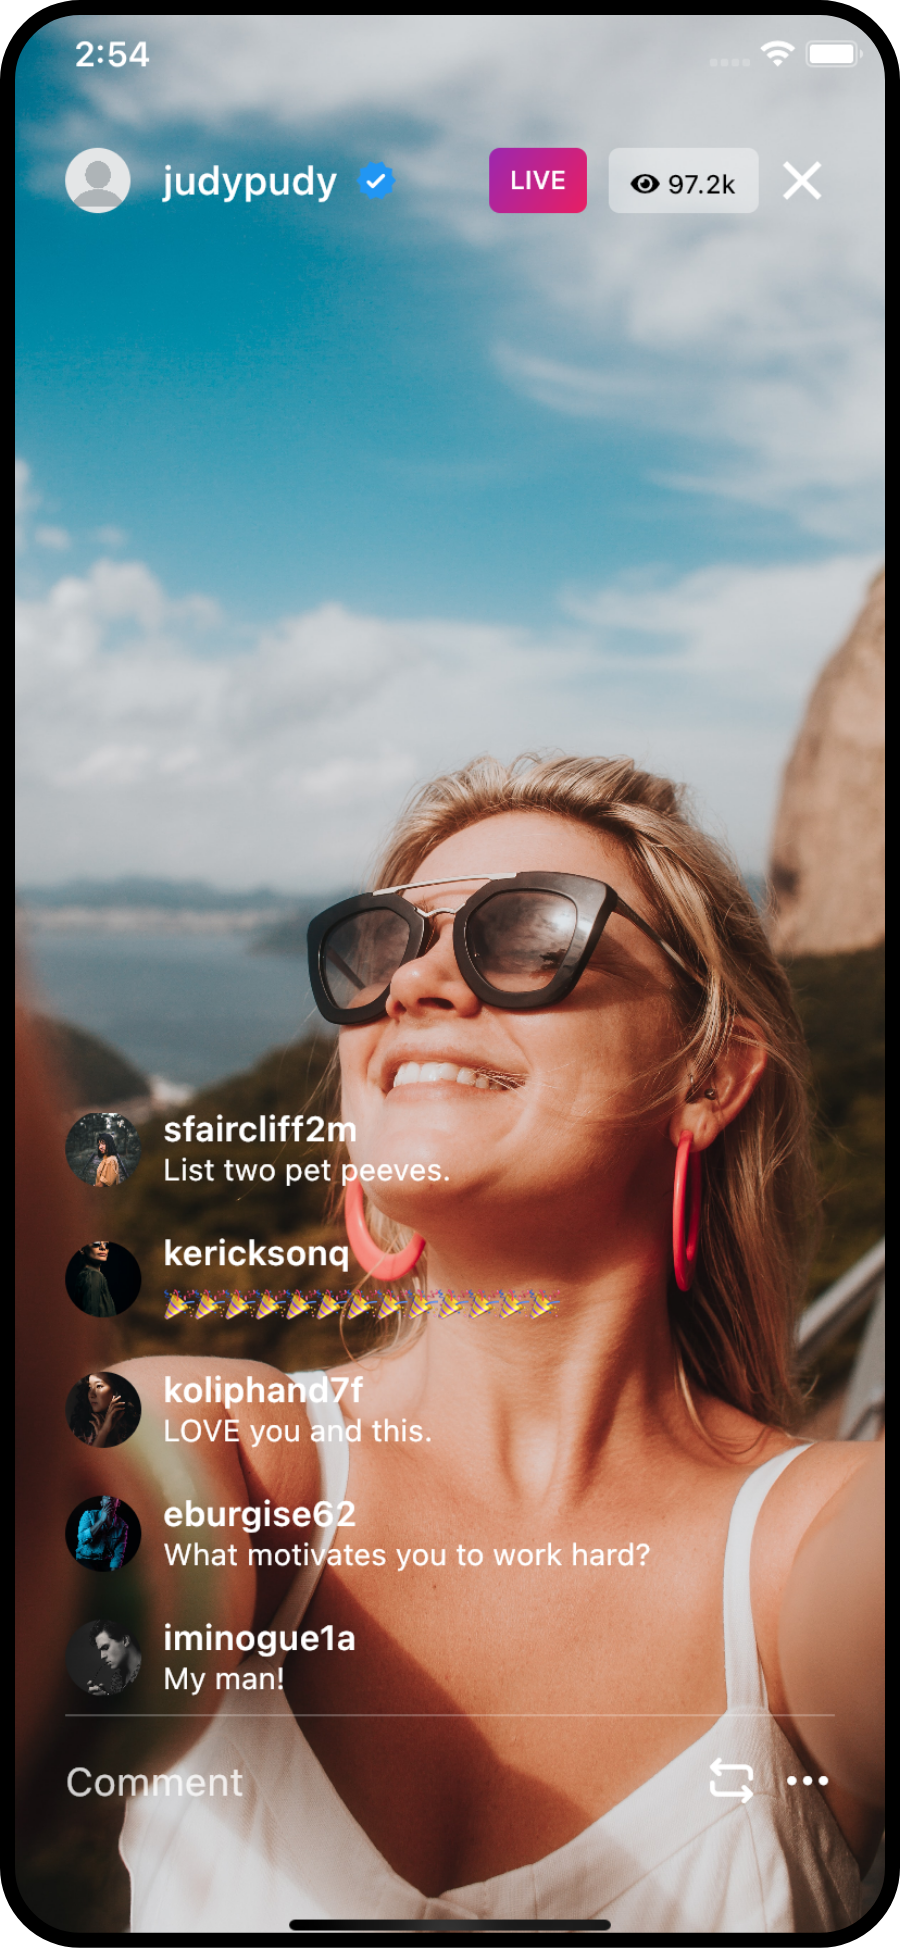 2:54
judypudy
LIVE
97.2k
sfaircliff2m
List two pet peeves.
kericksonq
🎉🎉🎉🎉🎉🎉🎉🎉🎉🎉🎉🎉🎉
koliphand7f
LOVE you and this.
eburgise62
What motivates you to work hard?
iminogue1a
My man!
Comment